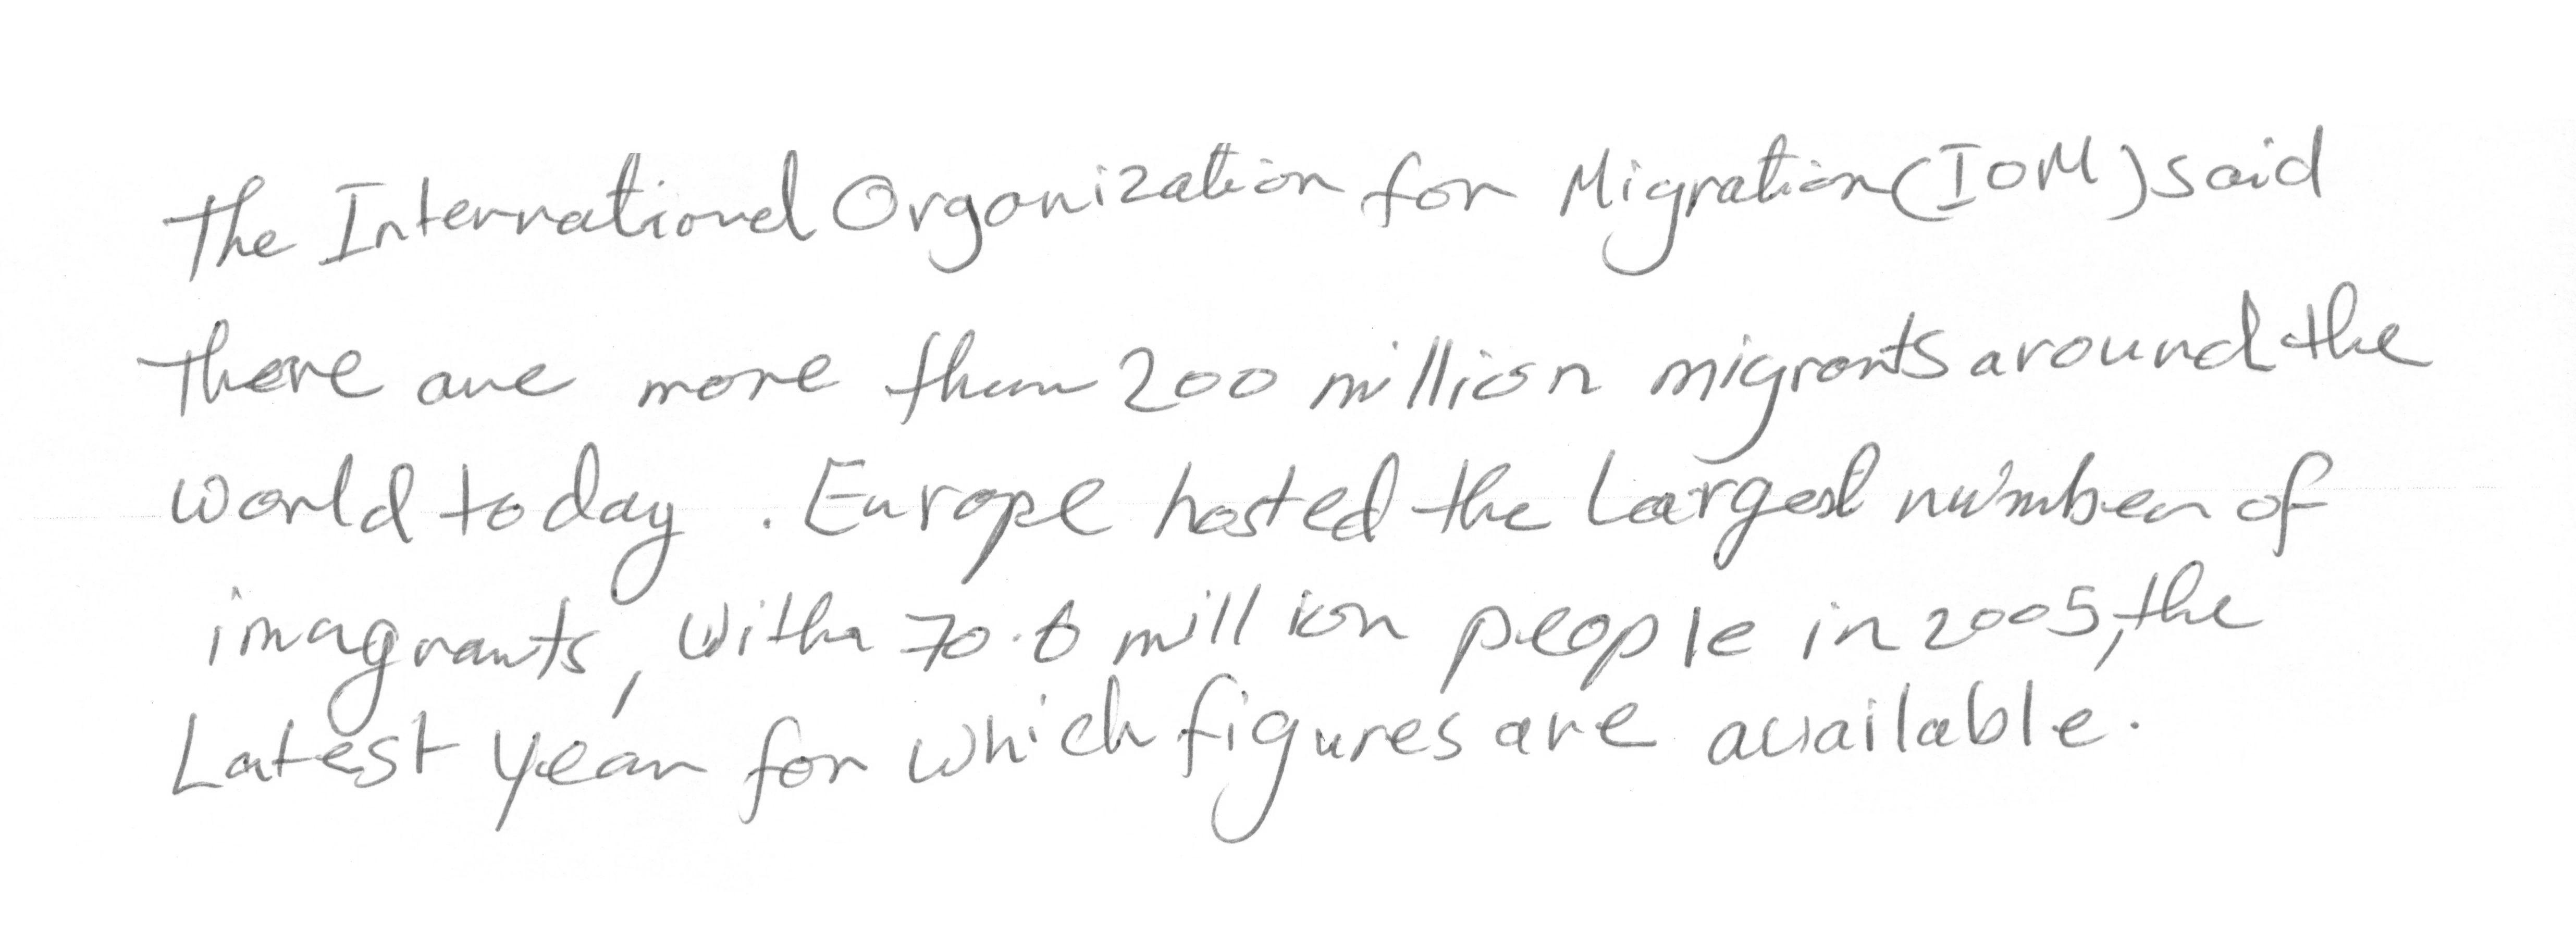 The International Organization for Migration (IOM) said
there are more than 200 million migrants around the
world today . Europe hosted the Largest number of
imagrants, with 70.6 million people in 2005, the
Latest year for which figures are available.